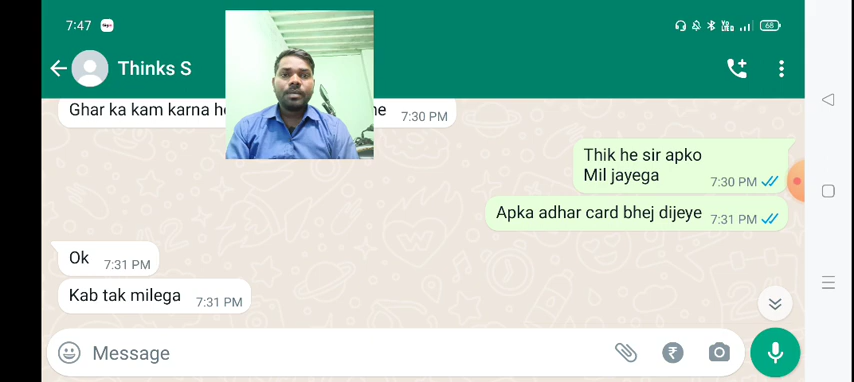 7:47
68
Thinks S
Ghar ka kam karna
7:30 PM
Thik he sir apko
Mil jayega
7:30 PM
Apka adhar card bhej dijeye 7:31 PM
Ok 7:31 PM
Kab tak milega 7:31 PM
Message